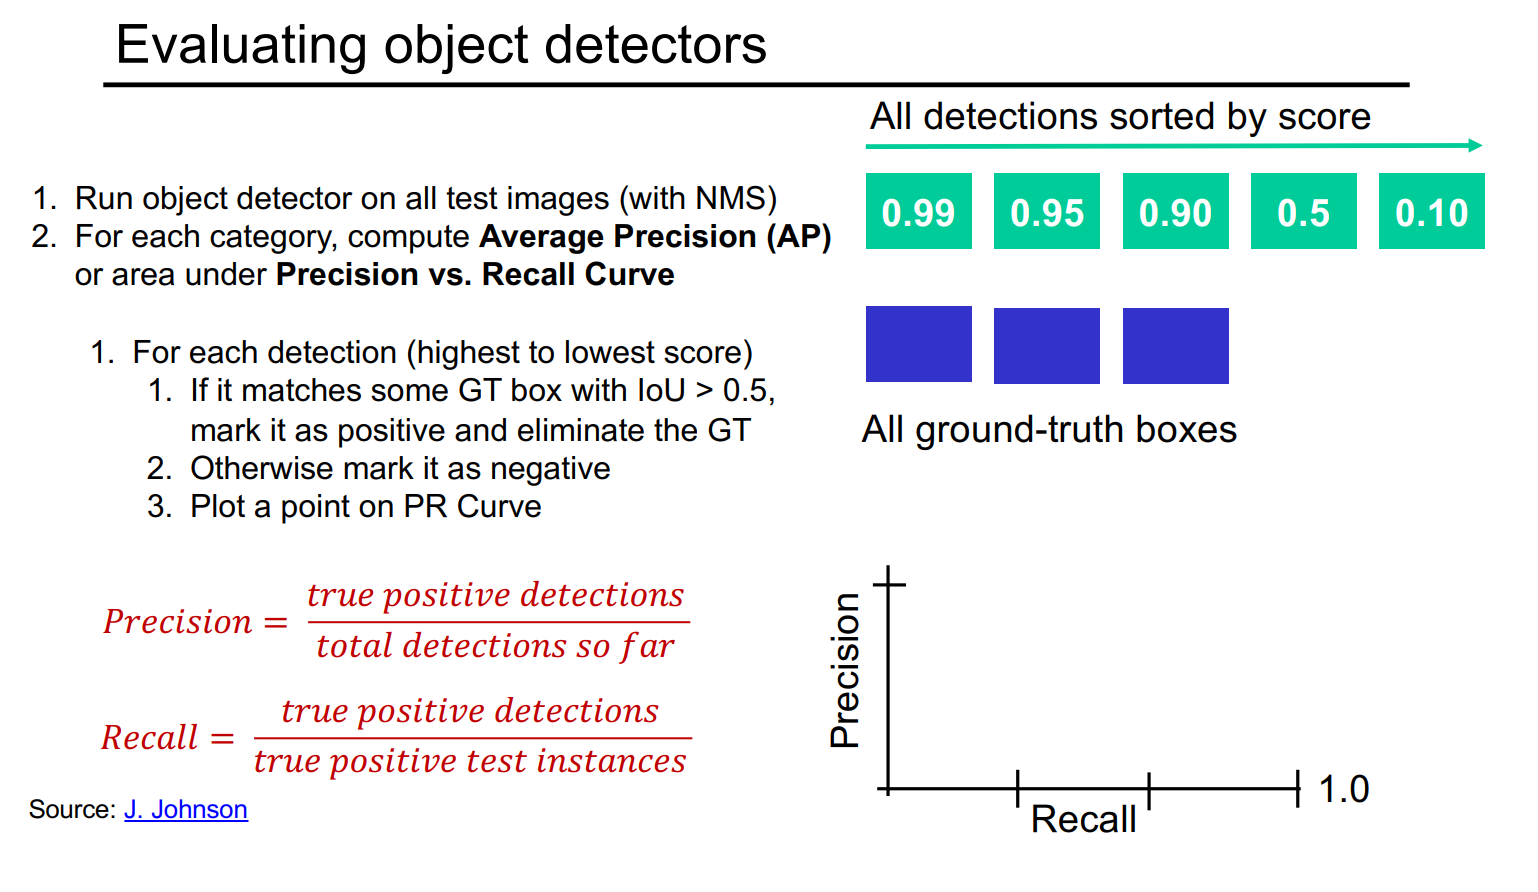 Evaluating object detectors
All detections sorted by score
1. Run object detector on all test images (with NMS)
2. For each category, compute Average Precision (AP)
or area under Precision vs. Recall Curve
1. For each detection (highest to lowest score)
1. If it matches some GT box with IoU > 0.5,
mark it as positive and eliminate the GT
2. Otherwise mark it as negative
3. Plot a point on PR Curve
0.99 0.95 0.90 0.5 0.10
All ground-truth boxes
Precision = true positive detections / total detections so far
Recall = true positive detections / true positive test instances
Source: J. Johnson
Precision
Recall
1.0